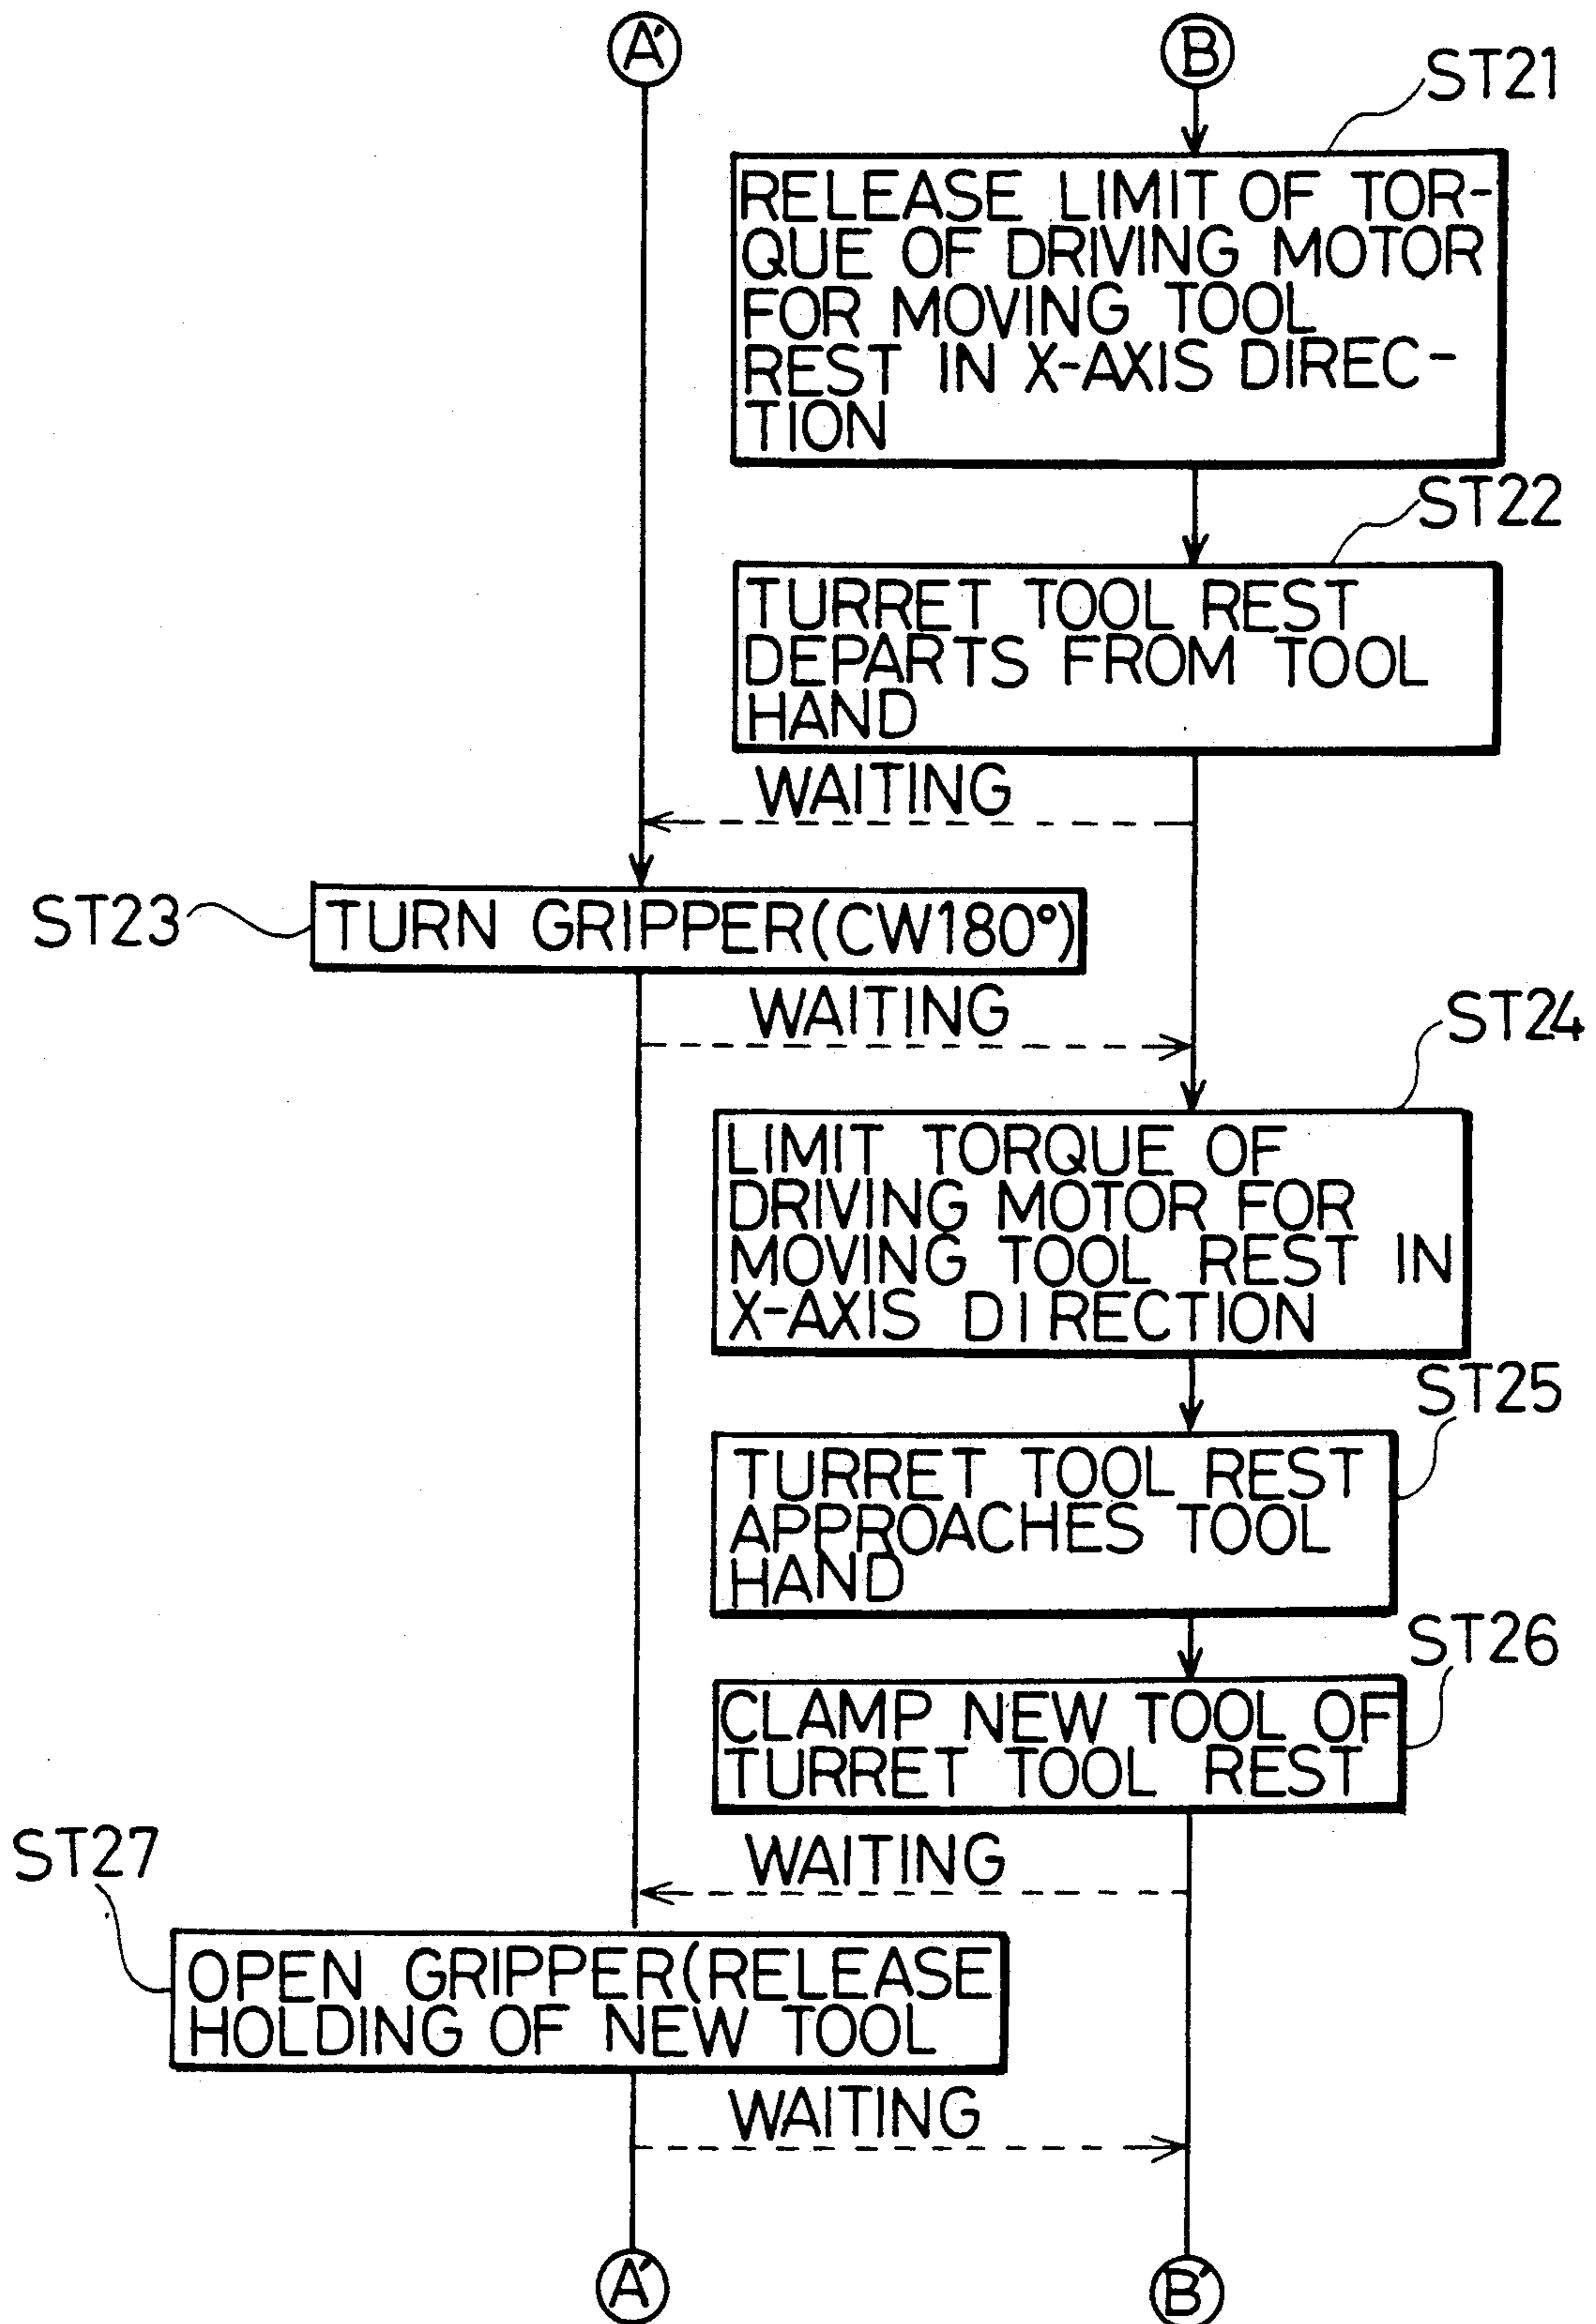 A'
B
ST21
RELEASE LIMIT OF TOR-
QUE OF DRIVING MOTOR
FOR MOVING TOOL
REST IN X-AXIS DIREC-
TION
ST22
TURRET TOOL REST
DEPARTS FROM TOOL
HAND
WAITING
ST23
TURN GRIPPER(CW180°)
WAITING
ST24
LIMIT TORQUE OF
DRIVING MOTOR FOR
MOVING TOOL REST IN
X-AXIS DIRECTION
ST25
TURRET TOOL REST
APPROACHES TOOL
HAND
ST26
CLAMP NEW TOOL OF
TURRET TOOL REST
WAITING
ST27
OPEN GRIPPER(RELEASE
HOLDING OF NEW TOOL
WAITING
A'
B'